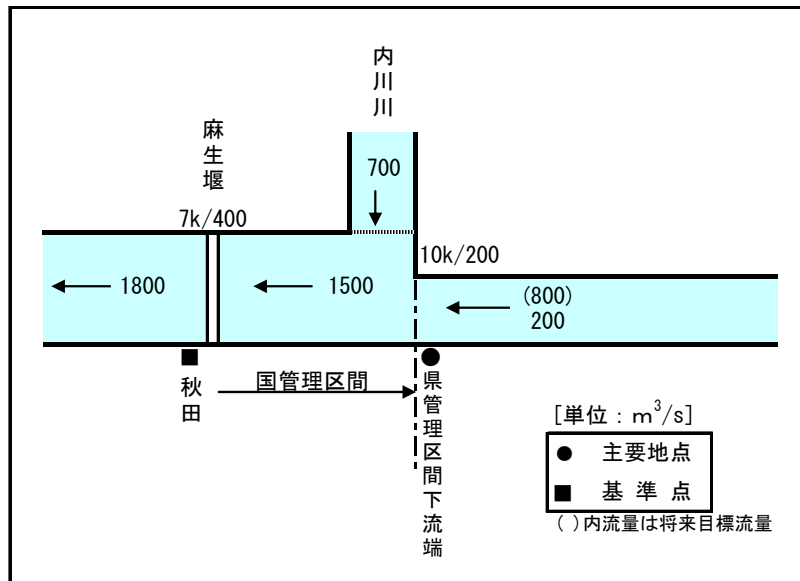 内川川
麻生堰
700
7k/400
10k/200
1800
1500
(800)
200
秋田
国管理区間
県管理区間下流端
[単位：m³/s]
● 主要地点
■ 基準点
( )内流量は将来目標流量